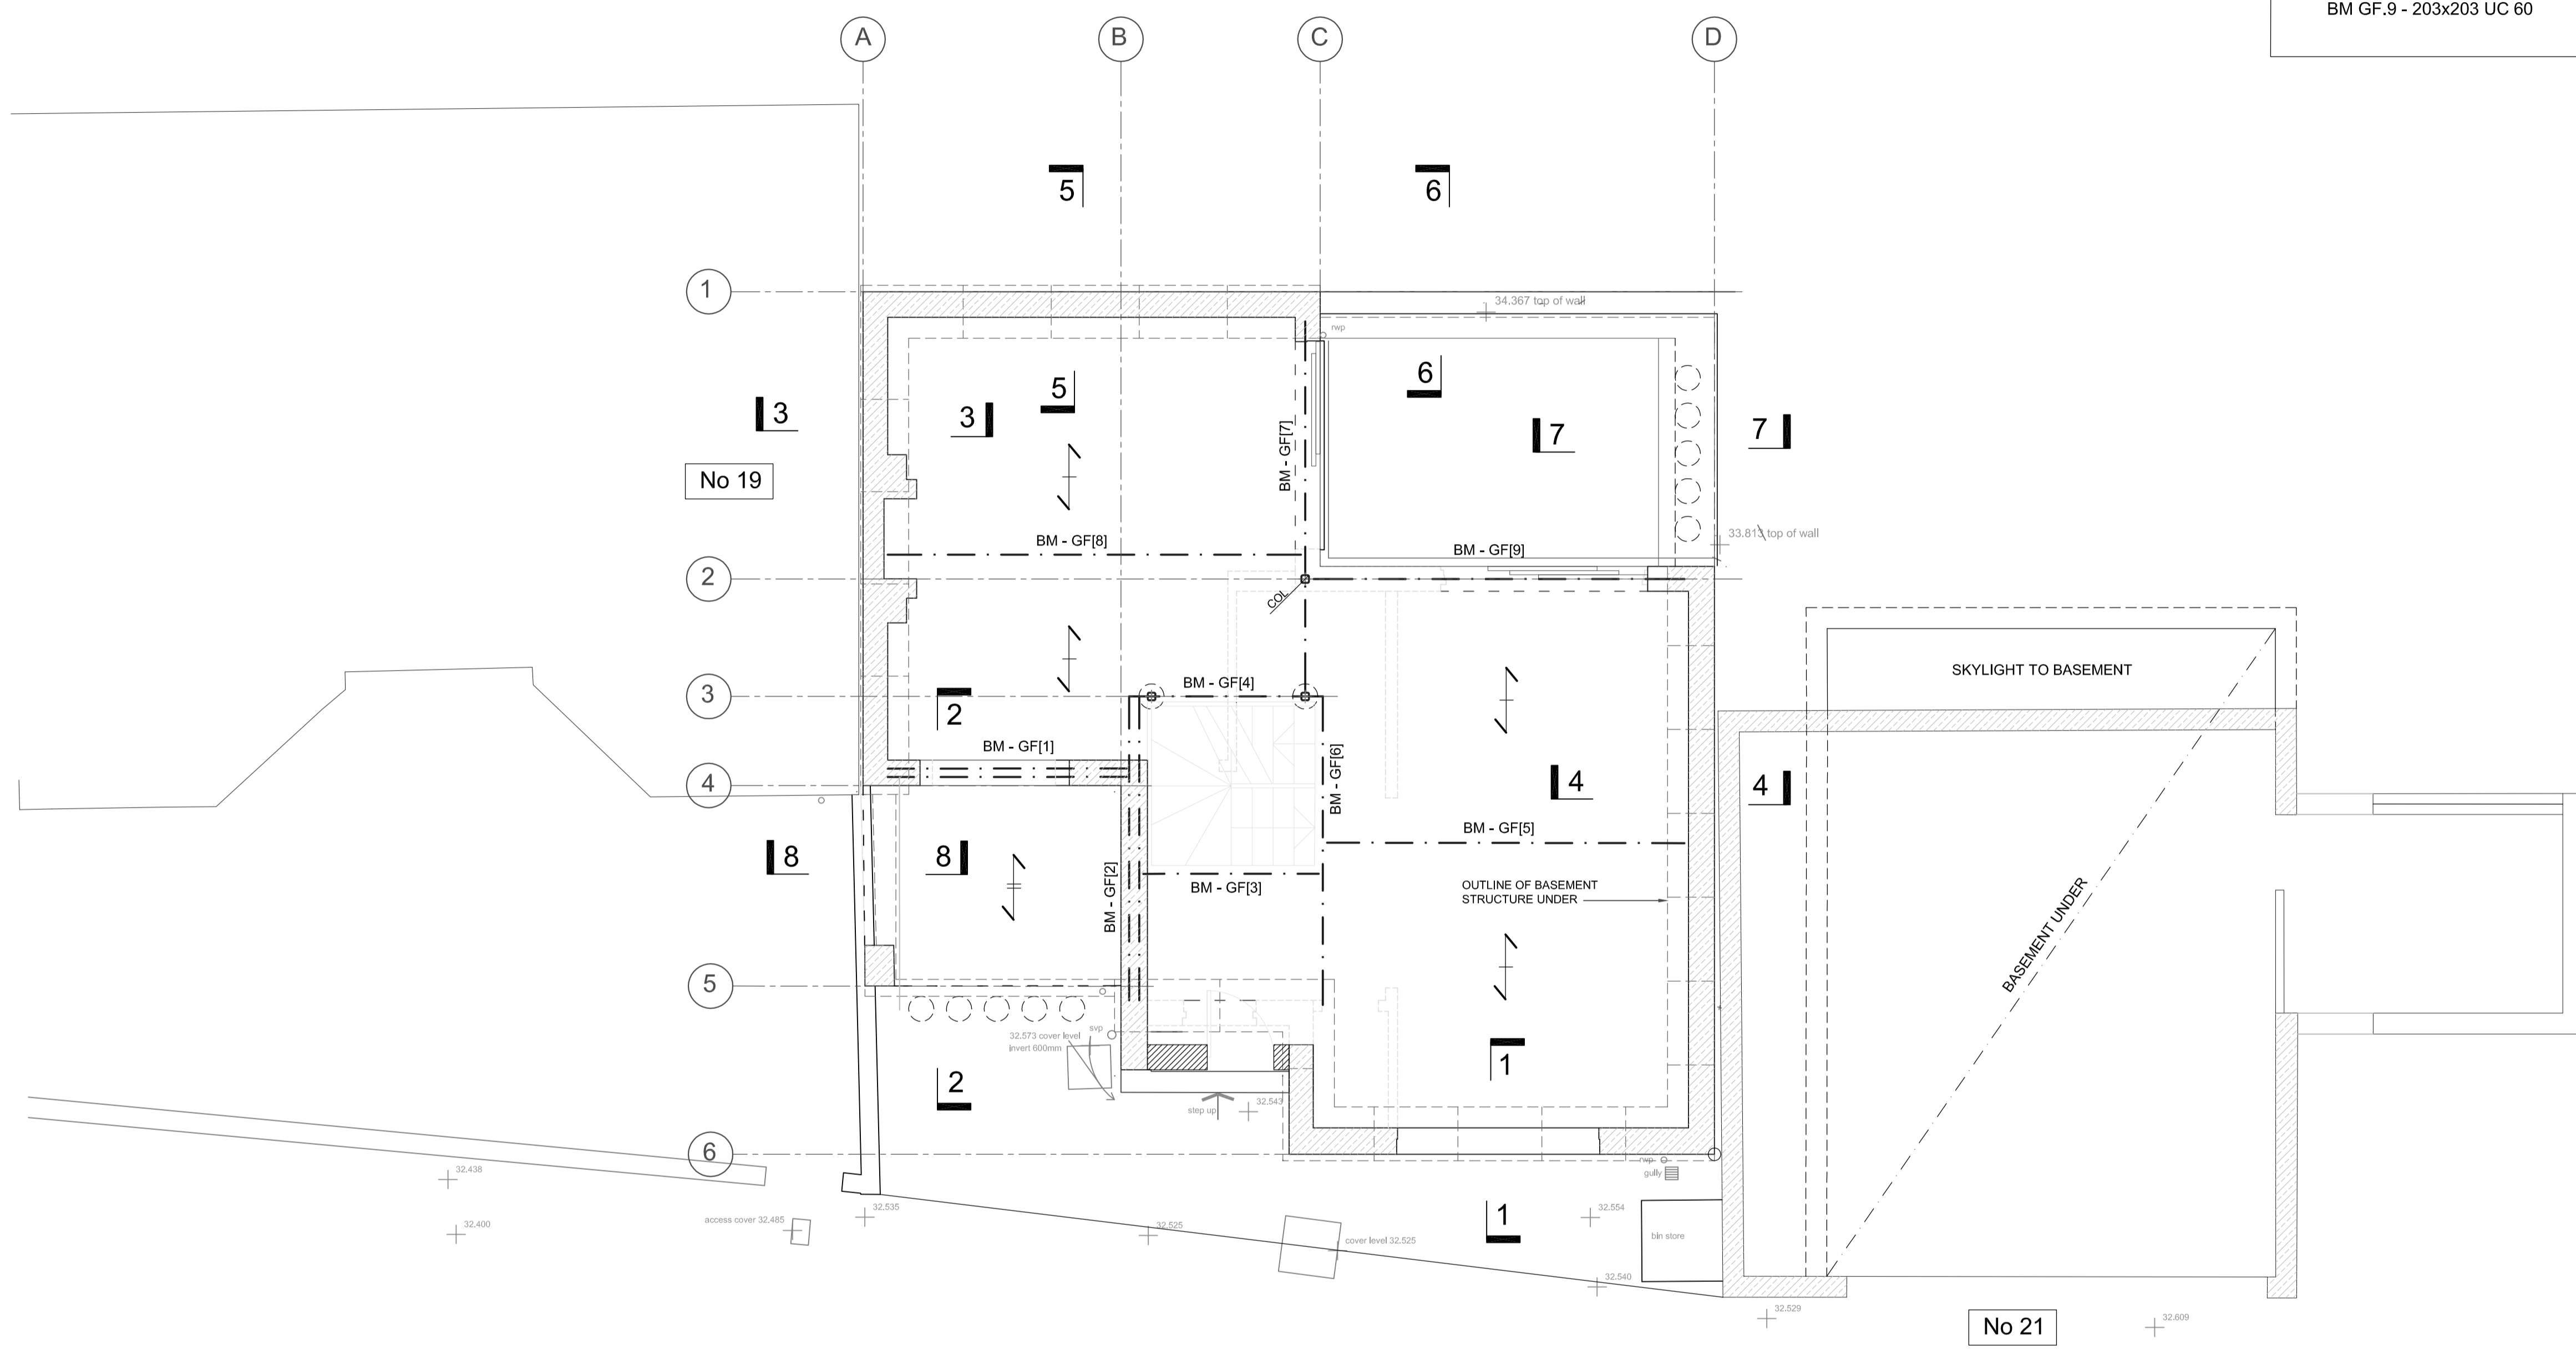 BM GF.9 - 203x203 UC 60
A
B
C
D
5
6
1
34.367 top of wall
rwp
6
5
3
3
7
7
BM - GF[7]
No 19
33.813 top of wall
BM - GF[8]
BM - GF[9]
2
COL
SKYLIGHT TO BASEMENT
3
BM - GF[4]
2
BM - GF[1]
BM - GF[6]
4
4
4
BM - GF[5]
8
8
BM - GF[2]
BM - GF[3]
OUTLINE OF BASEMENT
STRUCTURE UNDER
BASEMENT UNDER
5
svp
32.573 cover level
invert 600mm
1
2
step up
32.543
6
rwp
gully
32.438
32.535
32.554
1
access cover 32.485
32.400
32.525
cover level 32.525
bin store
32.540
32.529
No 21
32.609